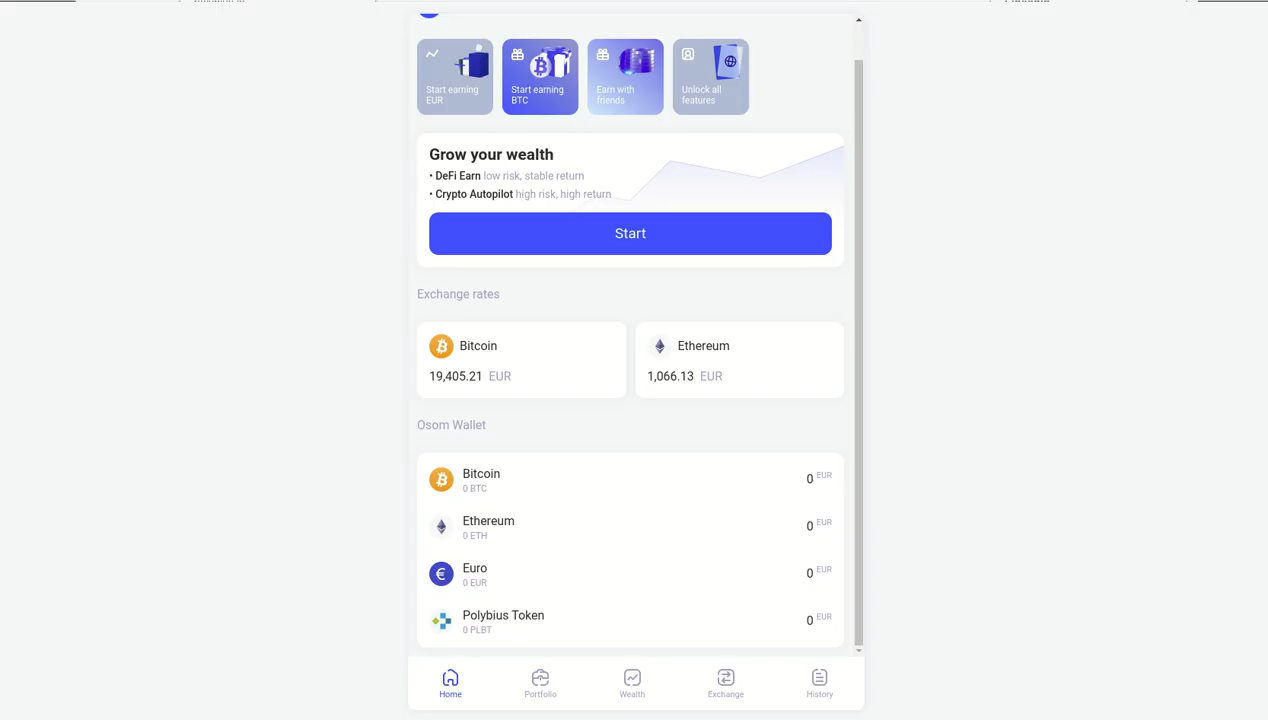 Start earning
EUR
Start earning
BTC
Earn with
friends
Unlock all
features
Grow your wealth
• DeFi Earn low risk, stable return
• Crypto Autopilot high risk, high return
Start
Exchange rates
Bitcoin
19,405.21 EUR
Ethereum
1,066.13 EUR
Osom Wallet
Bitcoin
0 BTC
0 EUR
Ethereum
0 ETH
0 EUR
Euro
0 EUR
0 EUR
Polybius Token
0 PLBT
0 EUR
Home
Portfolio
Wealth
Exchange
History